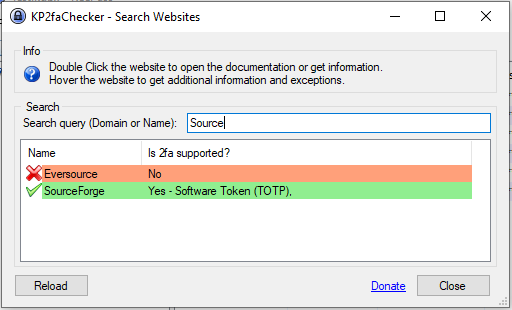 KP2faChecker - Search Websites
Info
Double Click the website to open the documentation or get information.
Hover the website to get additional information and exceptions.
Search
Search query (Domain or Name): Source
Name Is 2fa supported?
Eversource No
SourceForge Yes - Software Token (TOTP),
Reload Donate Close